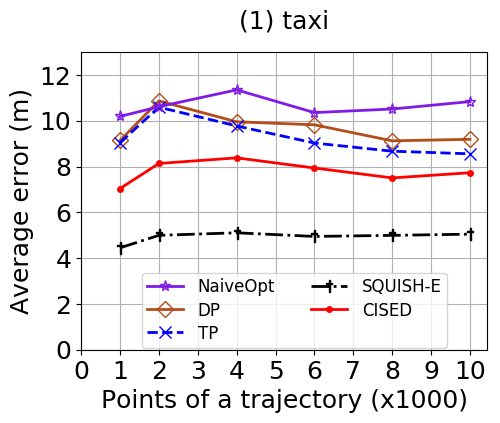 (1) taxi
Average error (m)
12
10
8
6
4
2
0
NaiveOpt
DP
TP
SQUISH-E
CISED
0 1 2 3 4 5 6 7 8 9 10
Points of a trajectory (x1000)